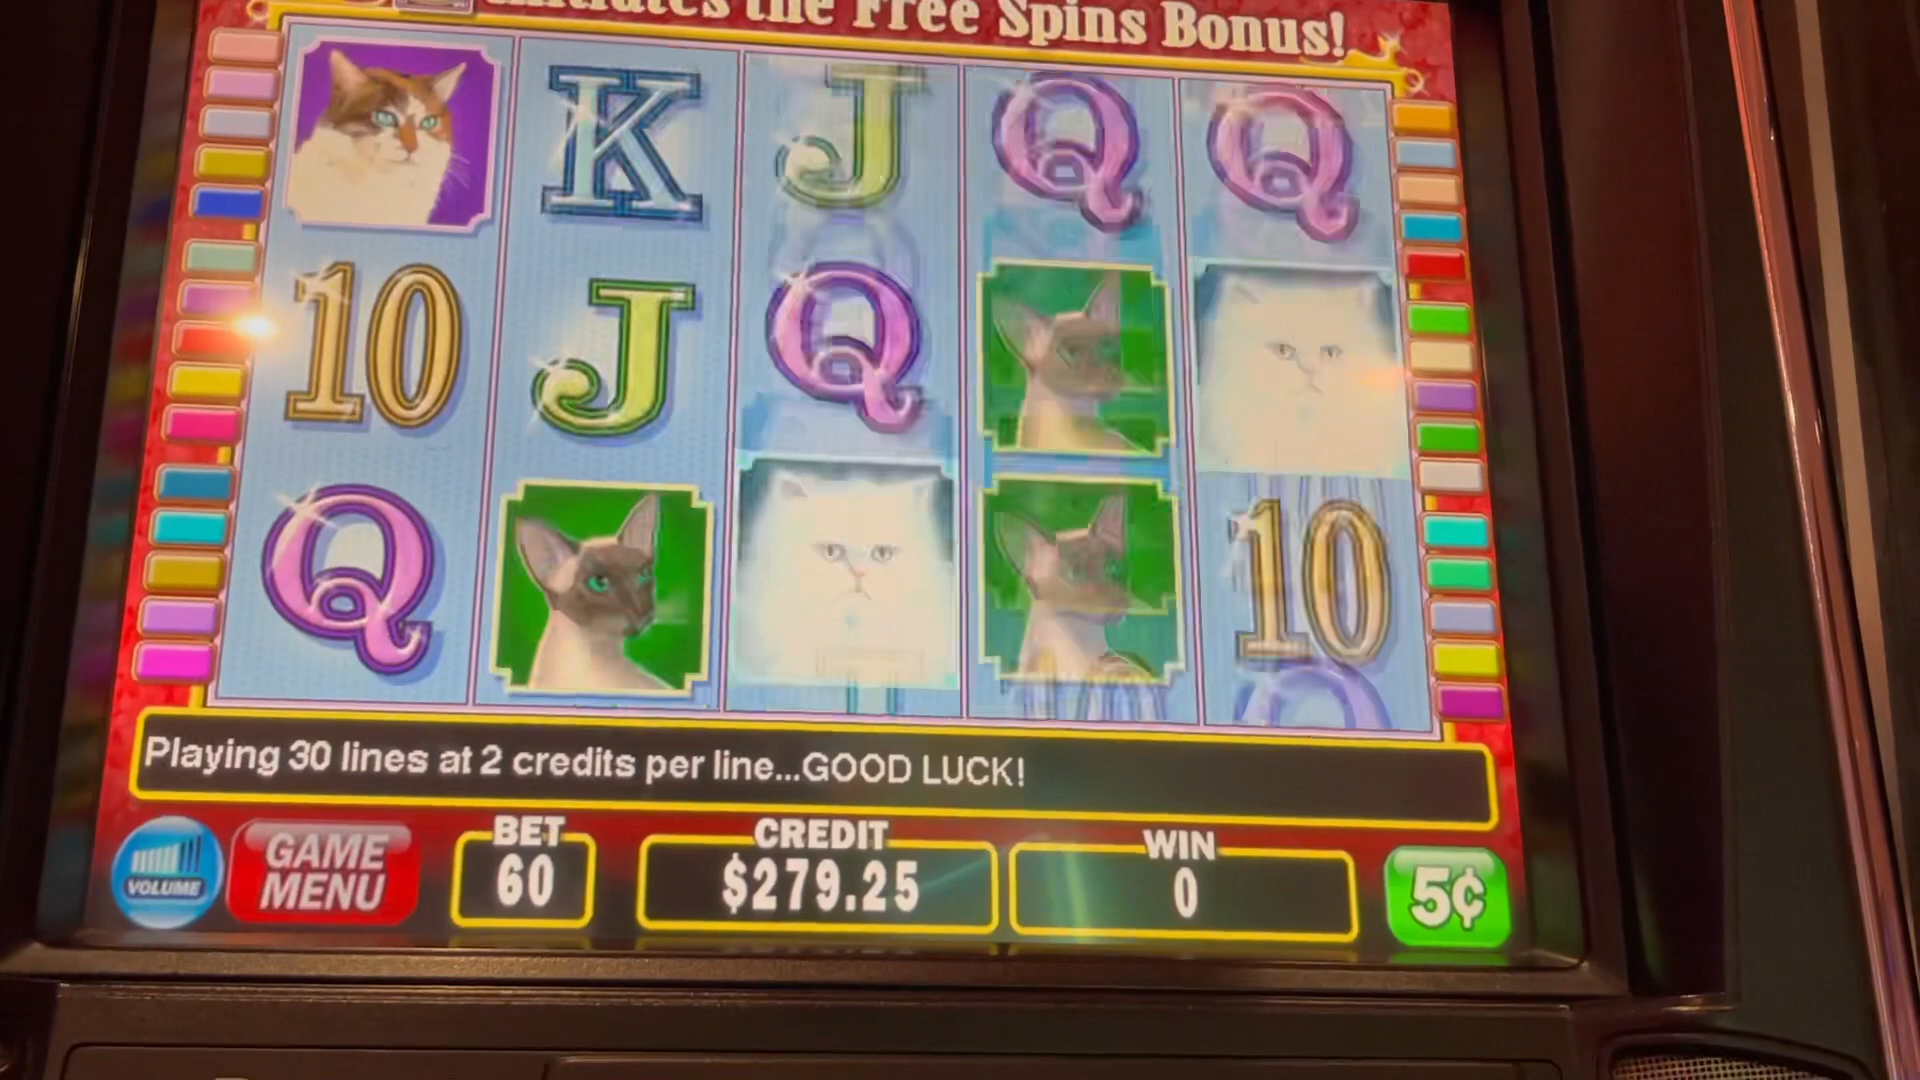 the Free Spins Bonus!
K J Q Q
10 J Q
Q 10
Playing 30 lines at 2 credits per line...GOOD LUCK!
VOLUME
GAME
MENU
BET
60
CREDIT
$279.25
WIN
0
5¢